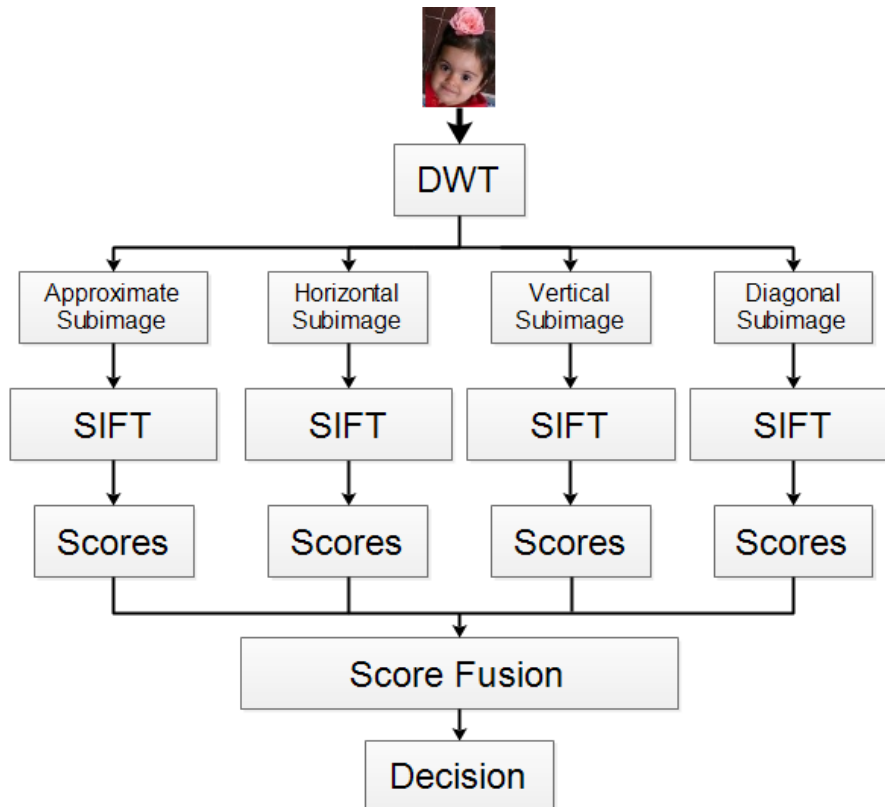 DWT
Approximate
Subimage
Horizontal
Subimage
Vertical
Subimage
Diagonal
Subimage
SIFT
SIFT
SIFT
SIFT
Scores
Scores
Scores
Scores
Score Fusion
Decision